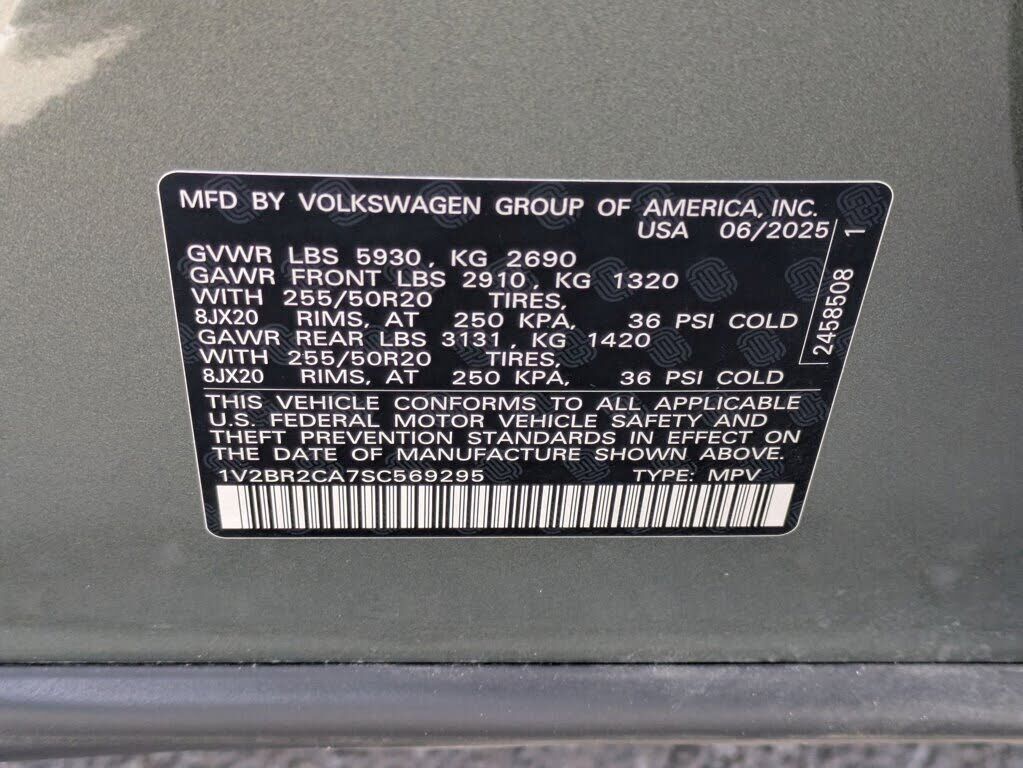 MFD BY VOLKSWAGEN GROUP OF AMERICA, INC.
USA 06/2025
GVWR LBS 5930, KG 2690
GAWR FRONT LBS 2910, KG 1320
WITH 255/50R20 TIRES,
8JX20 RIMS, AT 250 KPA, 36 PSI COLD
GAWR REAR LBS 3131, KG 1420
WITH 255/50R20 TIRES,
8JX20 RIMS, AT 250 KPA, 36 PSI COLD
2458508 1
THIS VEHICLE CONFORMS TO ALL APPLICABLE
U.S. FEDERAL MOTOR VEHICLE SAFETY AND
THEFT PREVENTION STANDARDS IN EFFECT ON
THE DATE OF MANUFACTURE SHOWN ABOVE.
1V2BR2CA7SC569295 TYPE: MPV